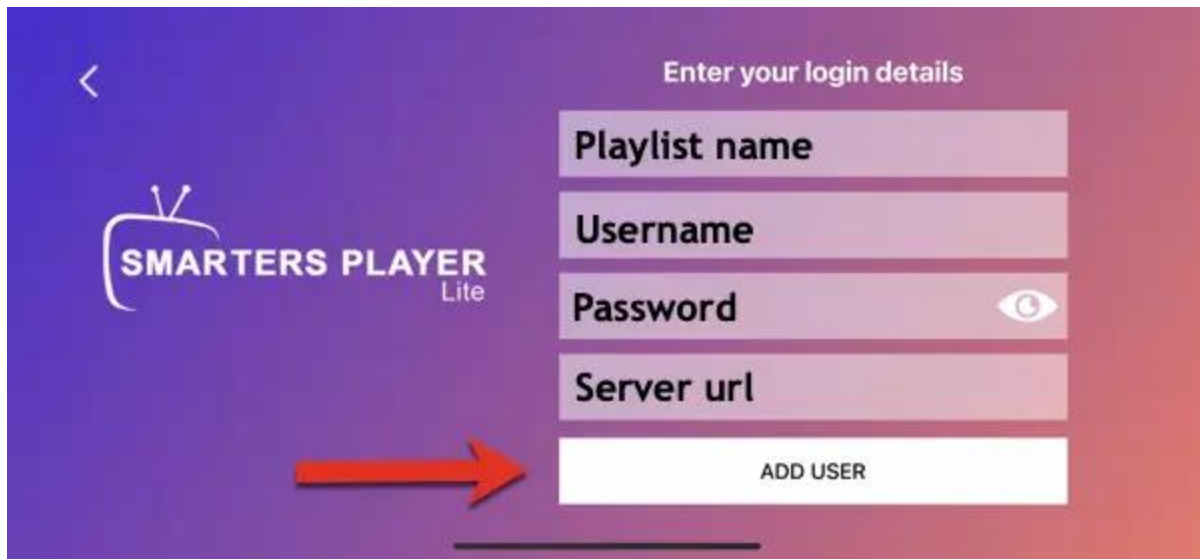 Enter your login details
Playlist name
SMARTERS PLAYER
Lite
Username
Password
Server url
ADD USER